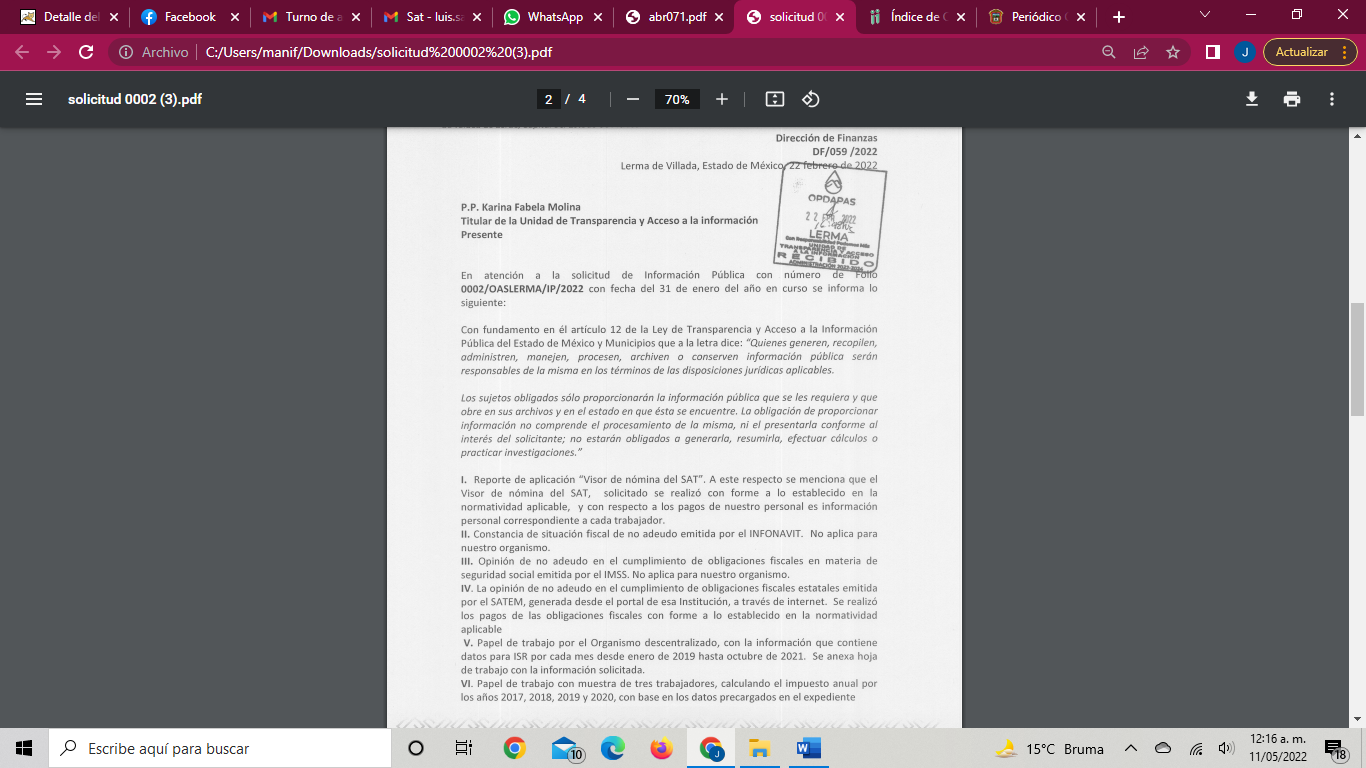 Detalle del
Facebook
Turno de a
Sat - luis.sa
WhatsApp
abr071.pdf
solicitud 00
Índice de C
Periódico
Archivo
C:/Users/manif/Downloads/solicitud%200002%20(3).pdf
J
Actualizar
solicitud 0002 (3).pdf
2 / 4
70%
Dirección de Finanzas
DF/059 /2022
Lerma de Villada, Estado de México, 22 febrero de 2022
OPDAPAS
LERMA
Con Responsabilidad Podemos Más
UNIDAD DE
TRANSPARENCIA Y ACCESO
A LA INFORMACIÓN
RECIBIDO
ADMINISTRACIÓN 2022-2024
P.P. Karina Fabela Molina
Titular de la Unidad de Transparencia y Acceso a la información
Presente
En atención a la solicitud de Información Pública con número de Folio
0002/OASLERMA/IP/2022 con fecha del 31 de enero del año en curso se informa lo
siguiente:
Con fundamento en él artículo 12 de la Ley de Transparencia y Acceso a la Información
Pública del Estado de México y Municipios que a la letra dice: “Quienes generen, recopilen,
administren, manejen, procesen, archiven o conserven información pública serán
responsables de la misma en los términos de las disposiciones jurídicas aplicables.
Los sujetos obligados sólo proporcionarán la información pública que se les requiera y que
obre en sus archivos y en el estado en que ésta se encuentre. La obligación de proporcionar
información no comprende el procesamiento de la misma, ni el presentarla conforme al
interés del solicitante; no estarán obligados a generarla, resumirla, efectuar cálculos o
practicar investigaciones.”
I. Reporte de aplicación “Visor de nómina del SAT”. A este respecto se menciona que el
Visor de nómina del SAT, solicitado se realizó con forme a lo establecido en la
normatividad aplicable, y con respecto a los pagos de nuestro personal es información
personal correspondiente a cada trabajador.
II. Constancia de situación fiscal de no adeudo emitida por el INFONAVIT. No aplica para
nuestro organismo.
III. Opinión de no adeudo en el cumplimiento de obligaciones fiscales en materia de
seguridad social emitida por el IMSS. No aplica para nuestro organismo.
IV. La opinión de no adeudo en el cumplimiento de obligaciones fiscales estatales emitida
por el SATEM, generada desde el portal de esa Institución, a través de internet. Se realizó
los pagos de las obligaciones fiscales con forme a lo establecido en la normatividad
aplicable
V. Papel de trabajo por el Organismo descentralizado, con la información que contiene
datos para ISR por cada mes desde enero de 2019 hasta octubre de 2021. Se anexa hoja
de trabajo con la información solicitada.
VI. Papel de trabajo con muestra de tres trabajadores, calculando el impuesto anual por
los años 2017, 2018, 2019 y 2020, con base en los datos precargados en el expediente
Escribe aquí para buscar
10
J
15°C Bruma
12:16 a. m.
11/05/2022
18